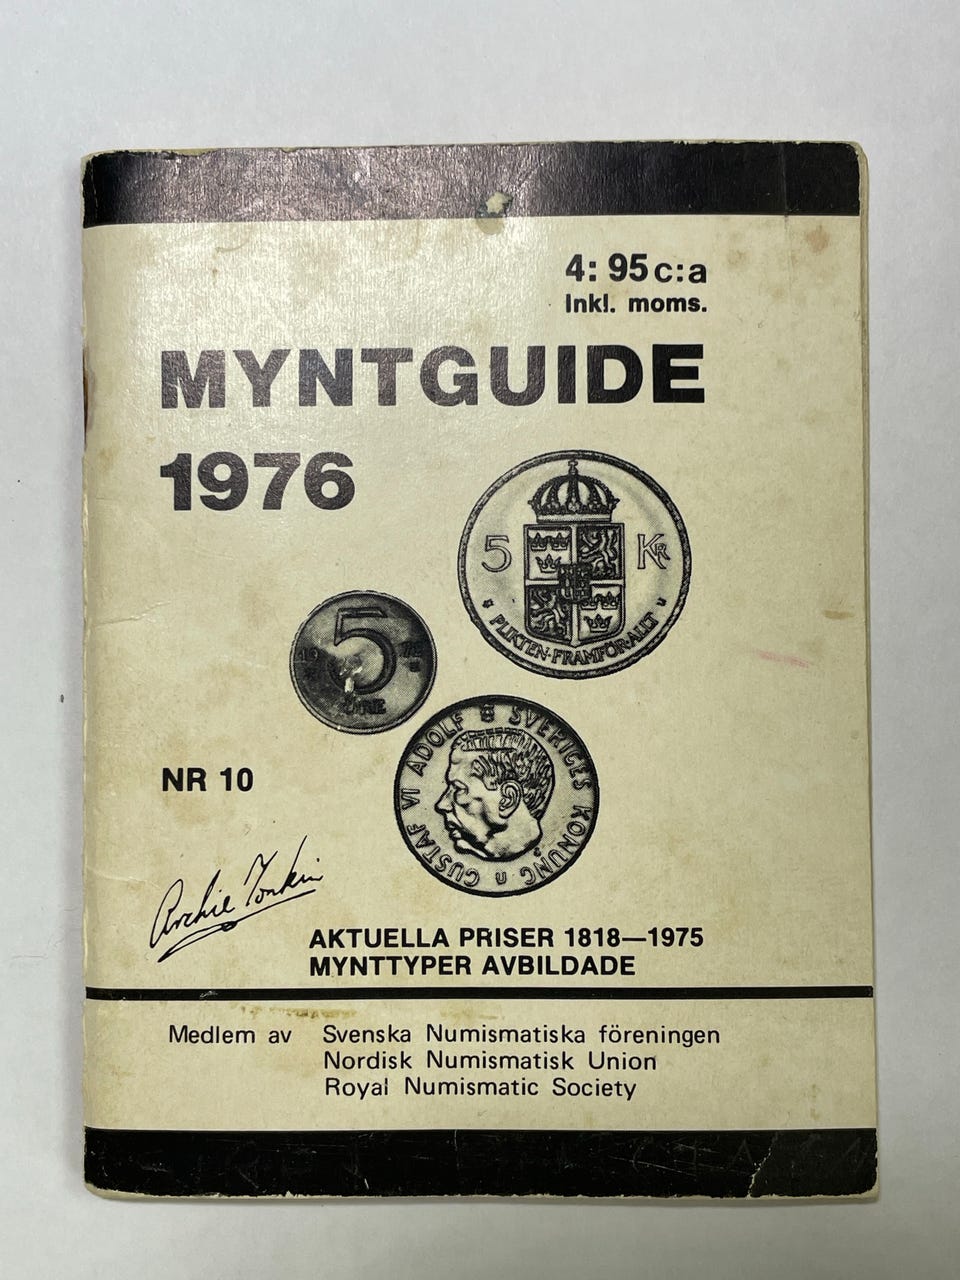 4: 95 c:a
Inkl. moms.
MYNTGUIDE
1976
5 KR
PLIKTEN·FRAMFÖR·ALLT u
5
ÖRE
GUSTAF VI ADOLF SVERIGES KONUNG u
NR 10
Archie Tonkin
AKTUELLA PRISER 1818—1975
MYNTTYPER AVBILDADE
Medlem av Svenska Numismatiska föreningen
Nordisk Numismatisk Union
Royal Numismatic Society